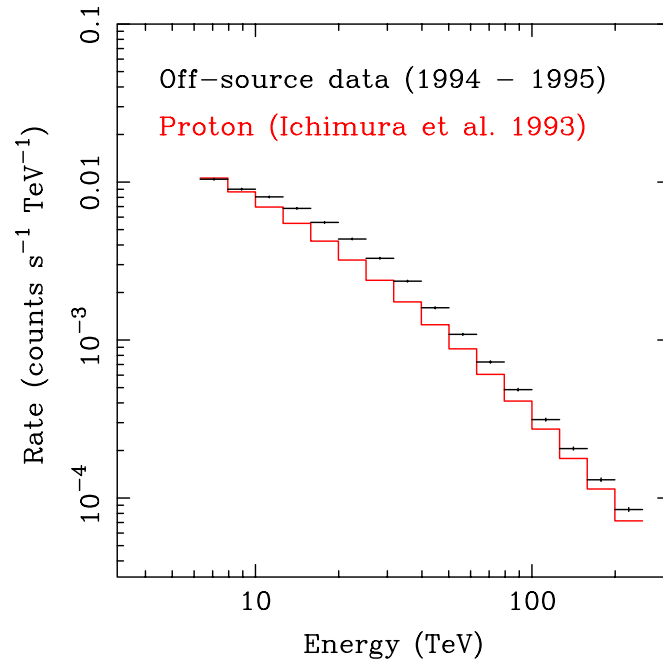 0.1
Off−source data (1994 − 1995)
Proton (Ichimura et al. 1993)
0.01
10⁻³
10⁻⁴
Rate (counts s⁻¹ TeV⁻¹)
10
100
Energy (TeV)